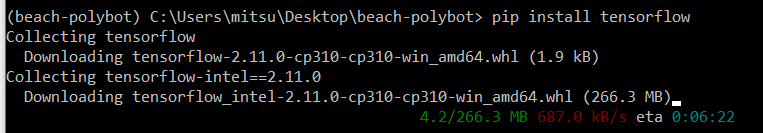 (beach-polybot) C:\Users\mitsu\Desktop\beach-polybot> pip install tensorflow
Collecting tensorflow
Downloading tensorflow-2.11.0-cp310-cp310-win_amd64.whl (1.9 kB)
Collecting tensorflow-intel==2.11.0
Downloading tensorflow_intel-2.11.0-cp310-cp310-win_amd64.whl (266.3 MB)
4.2/266.3 MB 687.0 kB/s eta 0:06:22